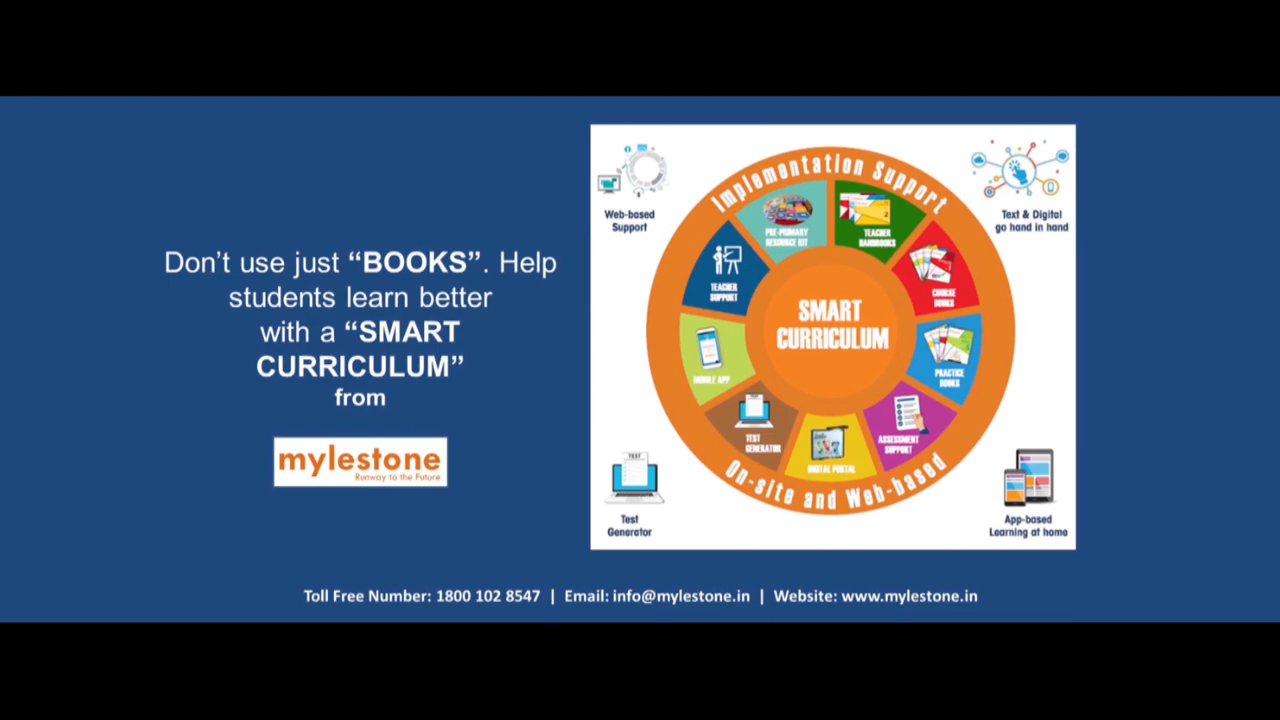 Don't use just “BOOKS”. Help
students learn better
with a “SMART
CURRICULUM”
from
mylestone
Runway to the Future
Web-based
Support
Implementation Support
Text & Digital
go hand in hand
PRE-PRIMARY
RESOURCE KIT
TEACHER
HANDBOOKS
TEACHER
SUPPORT
COURSE
BOOKS
SMART
CURRICULUM
MOBILE APP
PRACTICE
BOOKS
TEST
GENERATOR
DIGITAL PORTAL
ASSESSMENT
SUPPORT
On-site and Web-based
TEST
Test
Generator
App-based
Learning at home
Toll Free Number: 1800 102 8547 | Email: info@mylestone.in | Website: www.mylestone.in